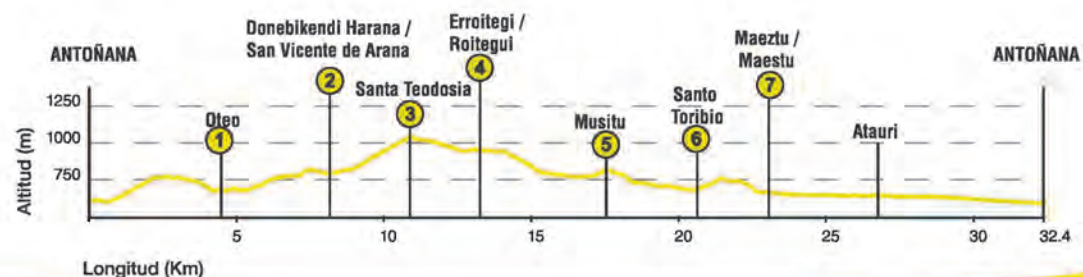 ANTOÑANA
Donebikendi Harana /
San Vicente de Arana
Erroitegi /
Roitegui
Maeztu /
Maestu
ANTOÑANA
2
4
7
Santa Teodosia
3
Oteo
1
Musitu
5
Santo
Toribio
6
Atauri
Altitud (m)
1250
1000
750
5
10
15
20
25
30
32.4
Longitud (Km)